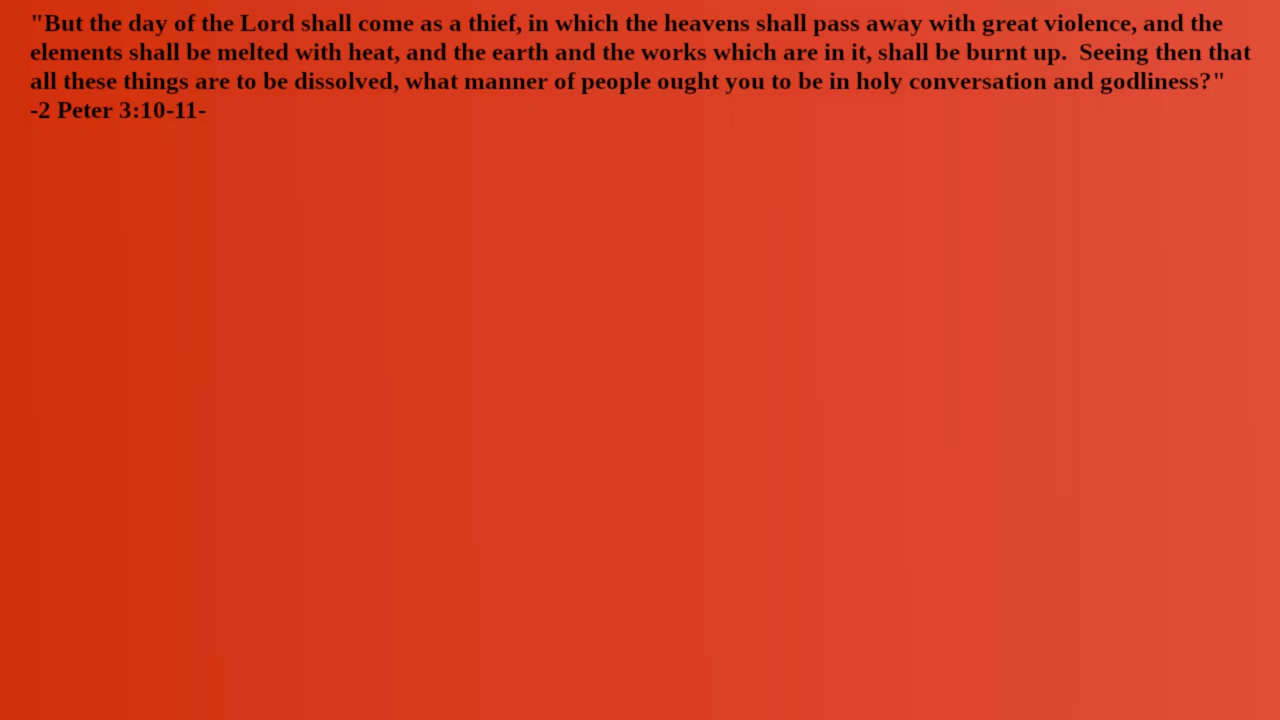 "But the day of the Lord shall come as a thief, in which the heavens shall pass away with great violence, and the
elements shall be melted with heat, and the earth and the works which are in it, shall be burnt up.  Seeing then that
all these things are to be dissolved, what manner of people ought you to be in holy conversation and godliness?"
-2 Peter 3:10-11-